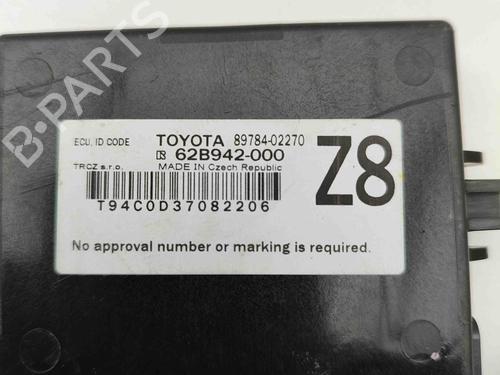 B-PARTS
ECU, ID CODE TOYOTA 89784-02270
62B942-000
TRCZ s.r.o. MADE IN Czech Republic
Z8
T94C0D37082206
No approval number or marking is required.